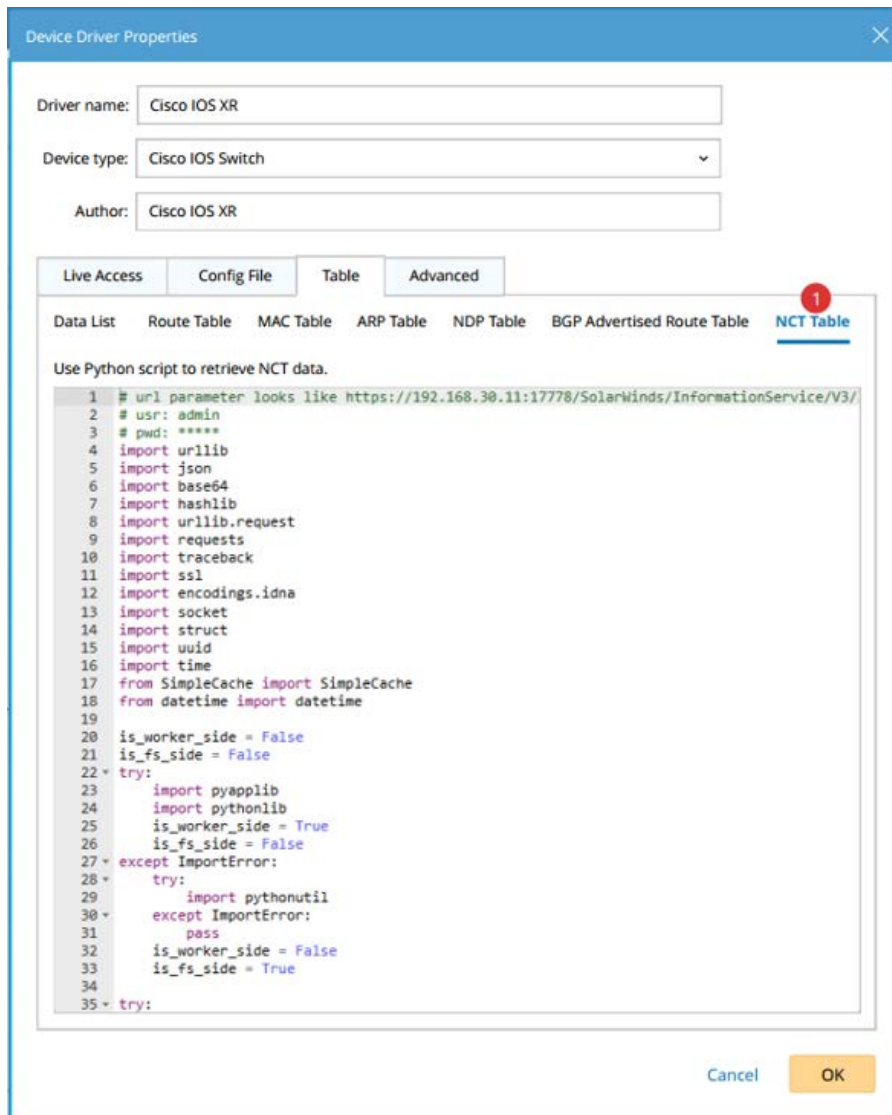 Device Driver Properties
Driver name: Cisco IOS XR
Device type: Cisco IOS Switch
Author: Cisco IOS XR
Live Access Config File Table Advanced
1
Data List Route Table MAC Table ARP Table NDP Table BGP Advertised Route Table NCT Table
Use Python script to retrieve NCT data.
1 # url parameter looks like https://192.168.30.11:17778/SolarWinds/InformationService/V3/
2 # usr: admin
3 # pwd: *****
4 import urllib
5 import json
6 import base64
7 import hashlib
8 import urllib.request
9 import requests
10 import traceback
11 import ssl
12 import encodings.idna
13 import socket
14 import struct
15 import uuid
16 import time
17 from SimpleCache import SimpleCache
18 from datetime import datetime
19
20 is_worker_side = False
21 is_fs_side = False
22 try:
23     import pyapplib
24     import pythonlib
25     is_worker_side = True
26     is_fs_side = False
27 except ImportError:
28     try:
29         import pythonutil
30     except ImportError:
31         pass
32     is_worker_side = False
33     is_fs_side = True
34
35 try:
Cancel OK